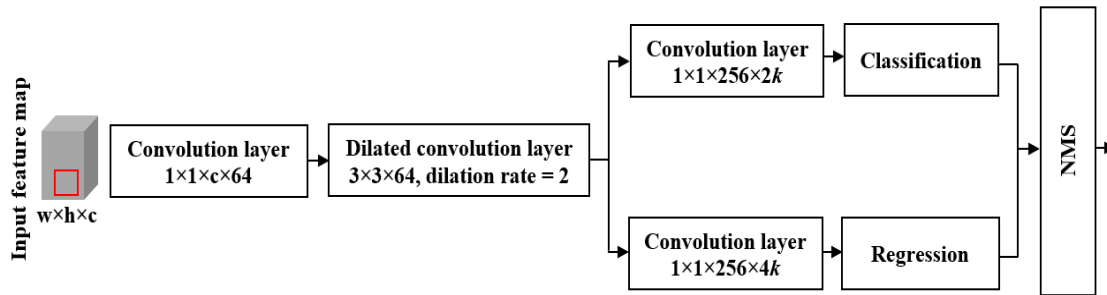 Input feature map
w×h×c
Convolution layer
1×1×c×64
Dilated convolution layer
3×3×64, dilation rate = 2
Convolution layer
1×1×256×2k
Classification
Convolution layer
1×1×256×4k
Regression
NMS